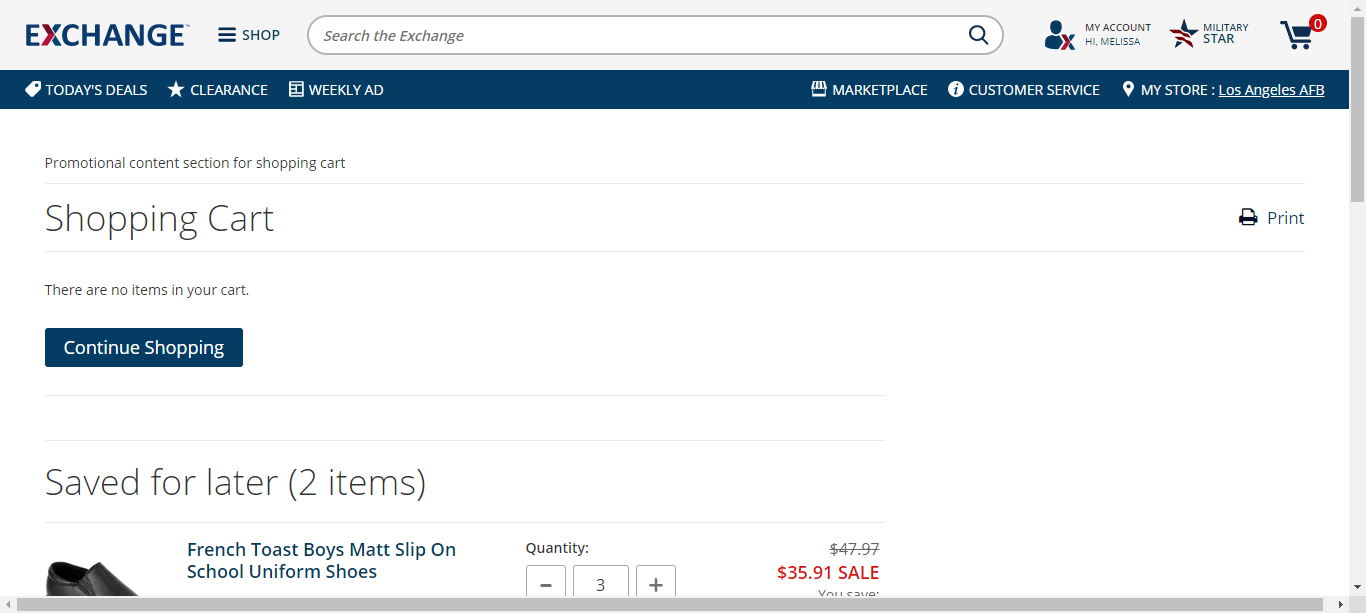 EXCHANGE
SHOP
Search the Exchange
MY ACCOUNT
HI, MELISSA
MILITARY
STAR
0
TODAY'S DEALS
CLEARANCE
WEEKLY AD
MARKETPLACE
CUSTOMER SERVICE
MY STORE : Los Angeles AFB
Promotional content section for shopping cart
Shopping Cart
Print
There are no items in your cart.
Continue Shopping
Saved for later (2 items)
French Toast Boys Matt Slip On
School Uniform Shoes
Quantity:
3
$47.97
$35.91 SALE
You save: